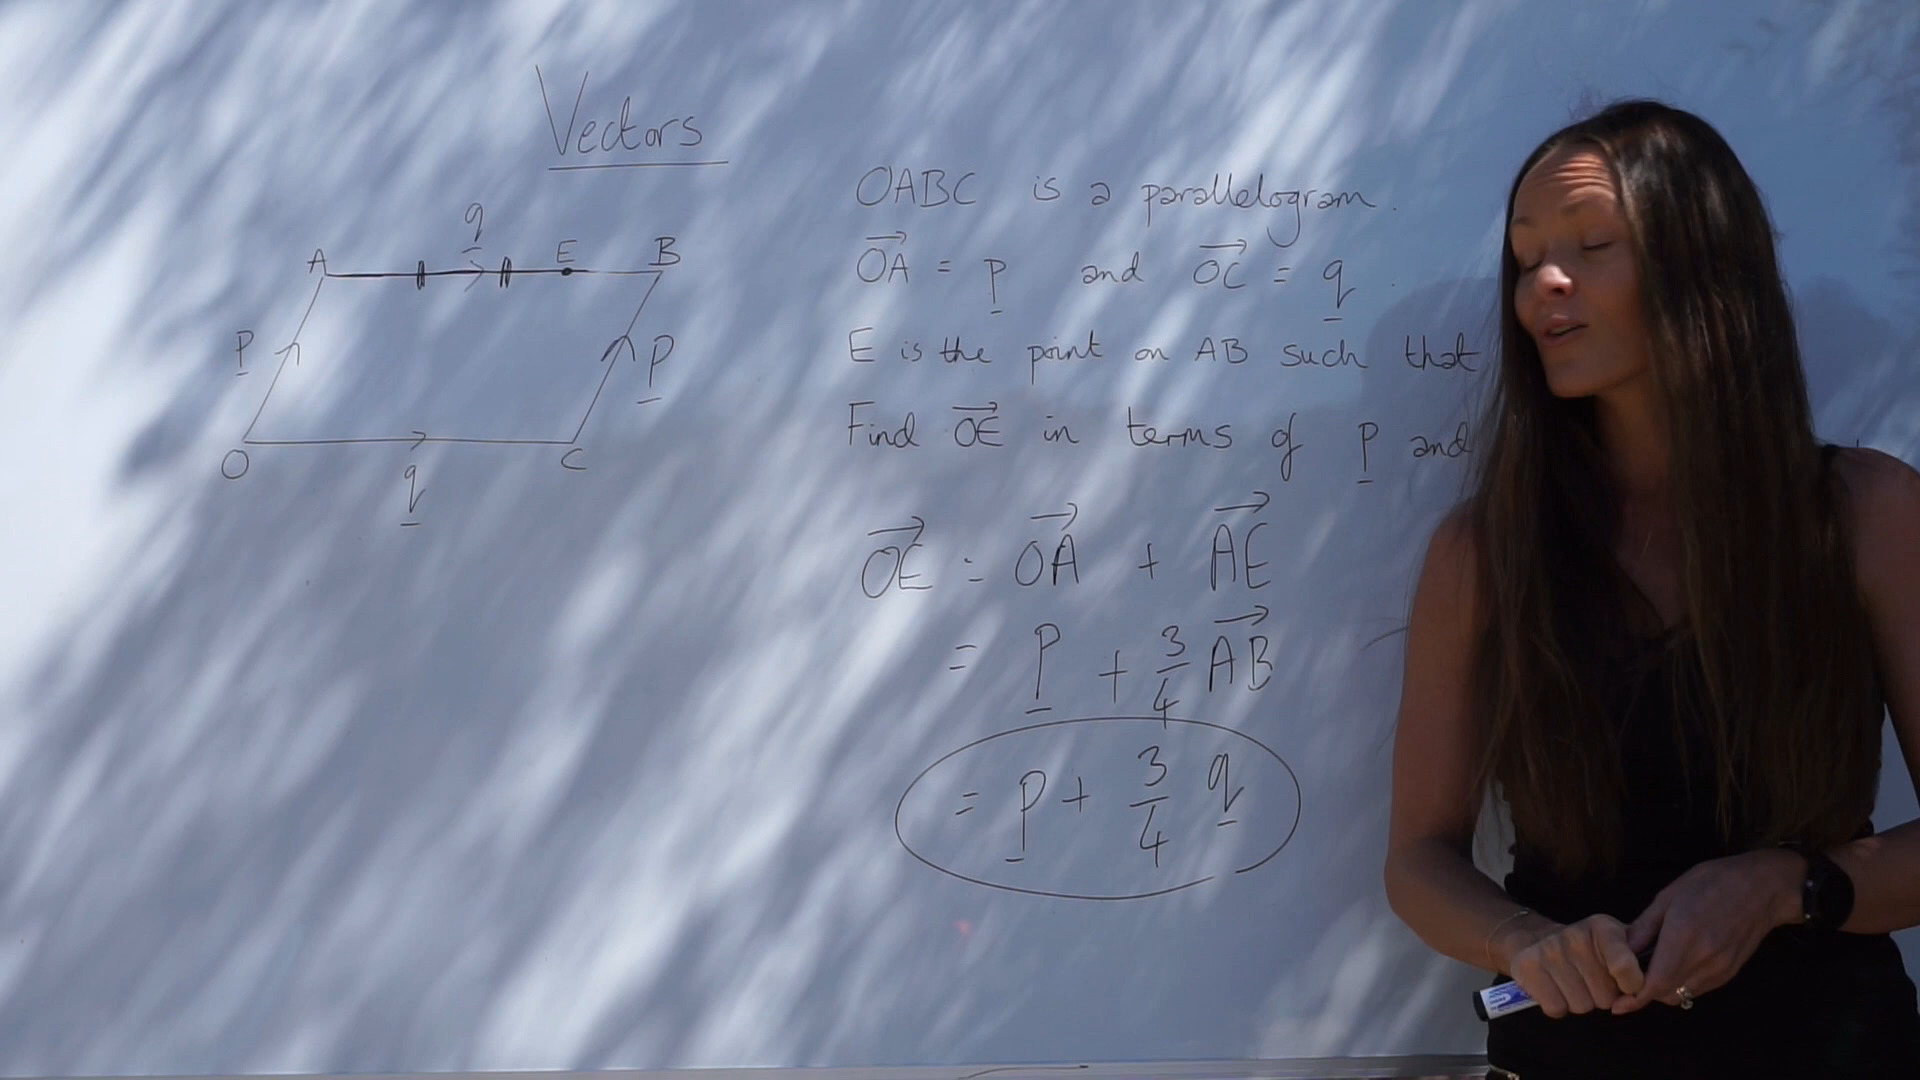 Vectors
q
A E B
p p
O C
q
OABC is a parallelogram.
→OA = p and →OC = q.
E is the point on AB such that
Find →OE in terms of p and
→OE = →OA + →AE
= p + 3/4 →AB
= p + 3/4 q